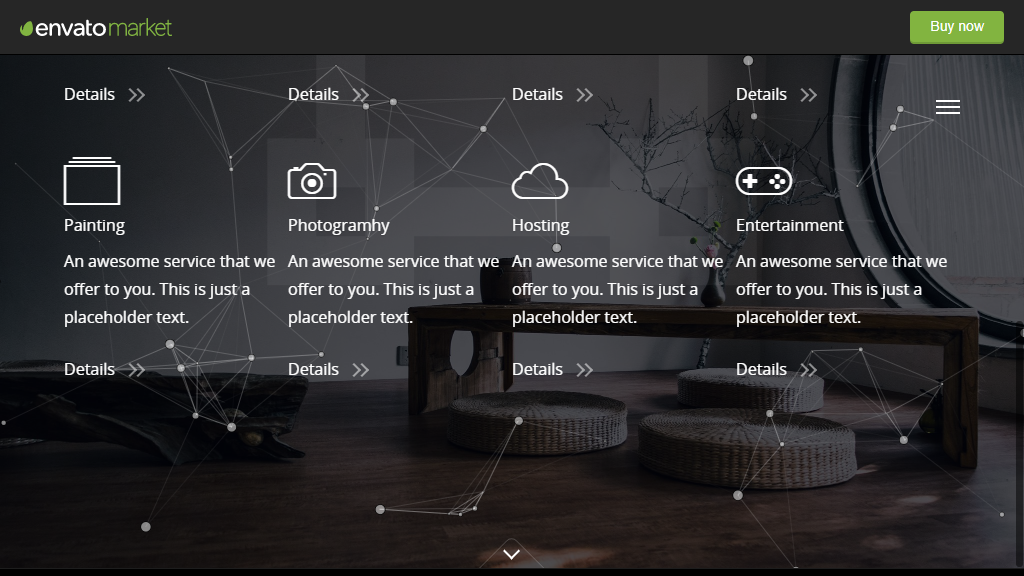 envatomarket
Buy now
Details
Details
Details
Details
Painting
Photogramhy
Hosting
Entertainment
An awesome service that we
offer to you. This is just a
placeholder text.
An awesome service that we
offer to you. This is just a
placeholder text.
An awesome service that we
offer to you. This is just a
placeholder text.
An awesome service that we
offer to you. This is just a
placeholder text.
Details
Details
Details
Details